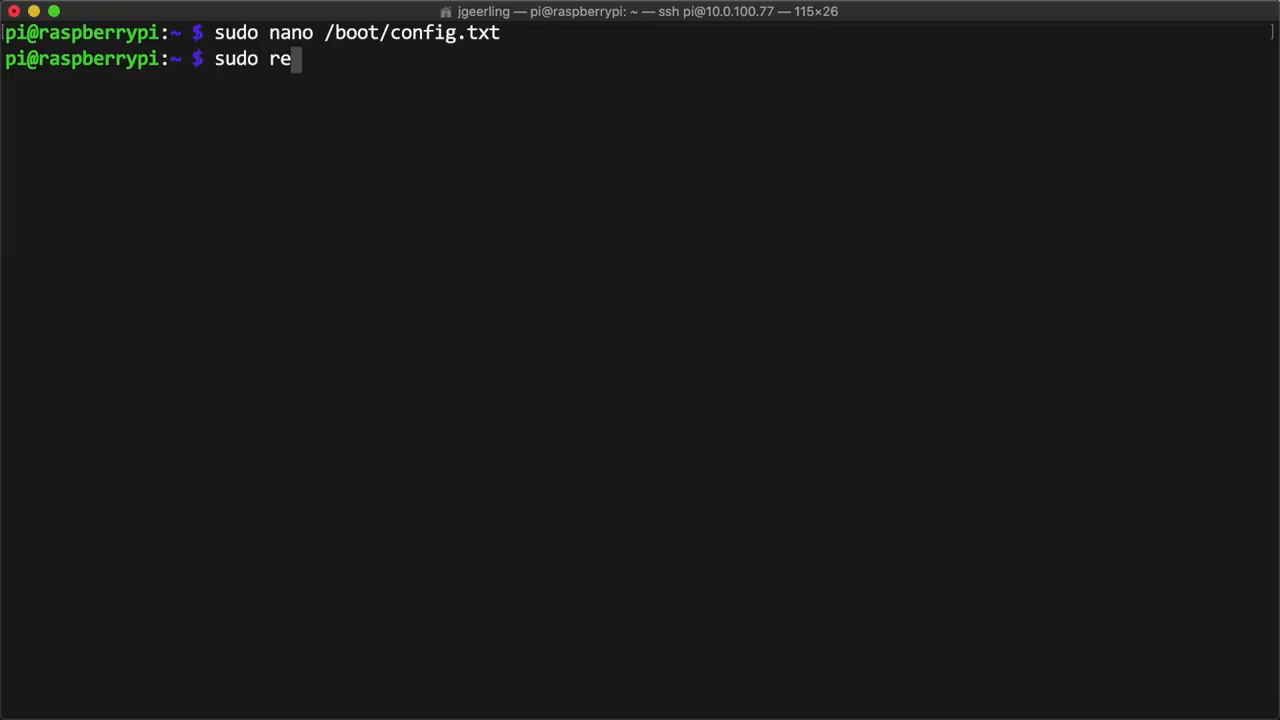 jgeerling — pi@raspberrypi: ~ — ssh pi@10.0.100.77 — 115×26
pi@raspberrypi:~ $ sudo nano /boot/config.txt
pi@raspberrypi:~ $ sudo re